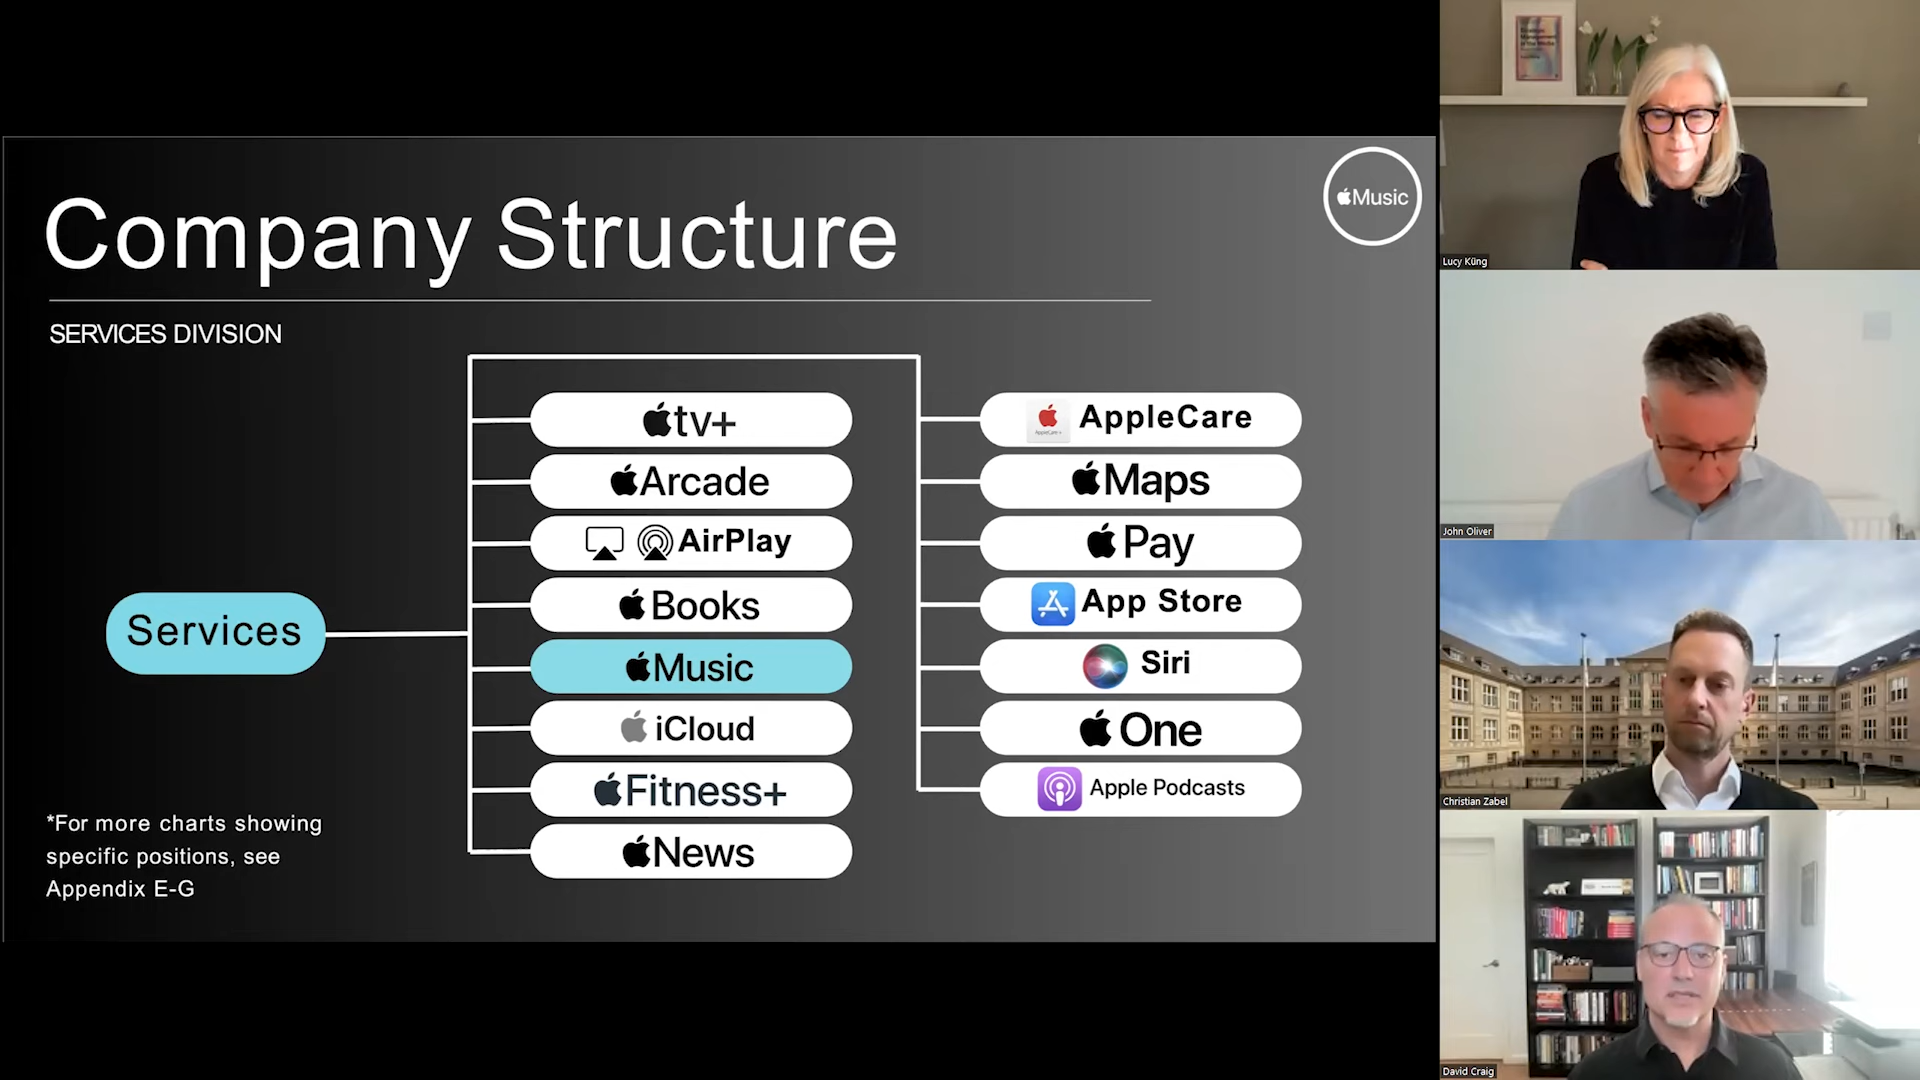 Company Structure
Music
SERVICES DIVISION
Services
tv+
Arcade
AirPlay
Books
Music
iCloud
Fitness+
News
AppleCare
Maps
Pay
App Store
Siri
One
Apple Podcasts
*For more charts showing
specific positions, see
Appendix E-G
Lucy Küng
John Oliver
Christian Zabel
David Craig